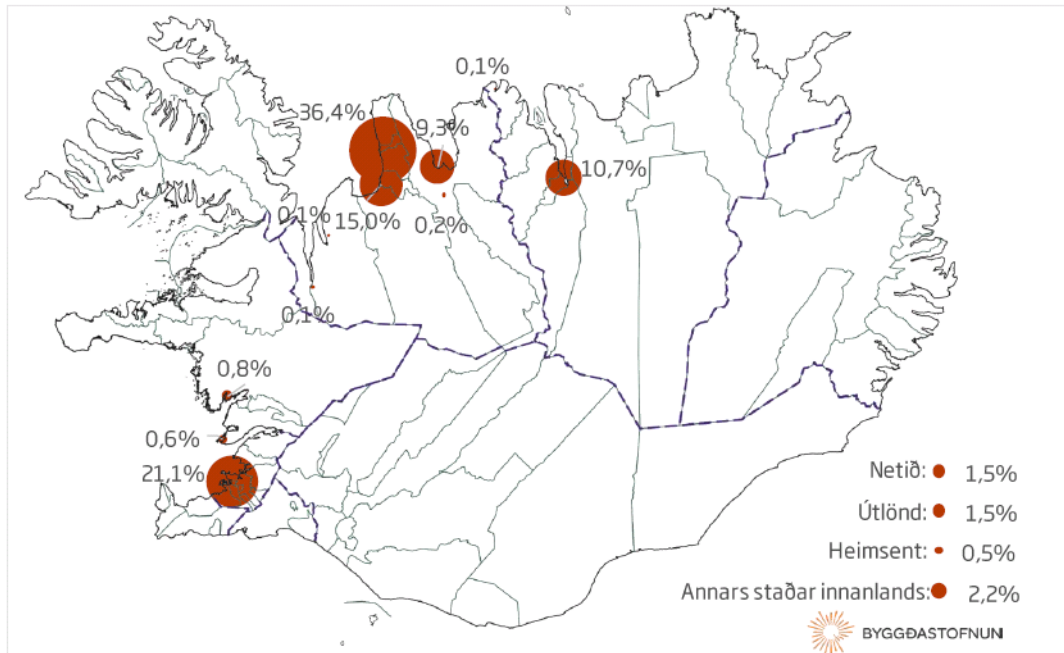 0,1%
36,4%
9,3%
10,7%
0,1%
15,0%
0,2%
0,1%
0,8%
0,6%
21,1%
Netið: 1,5%
Útlönd: 1,5%
Heimsent: 0,5%
Annars staðar innanlands: 2,2%
BYGGÐASTOFNUN